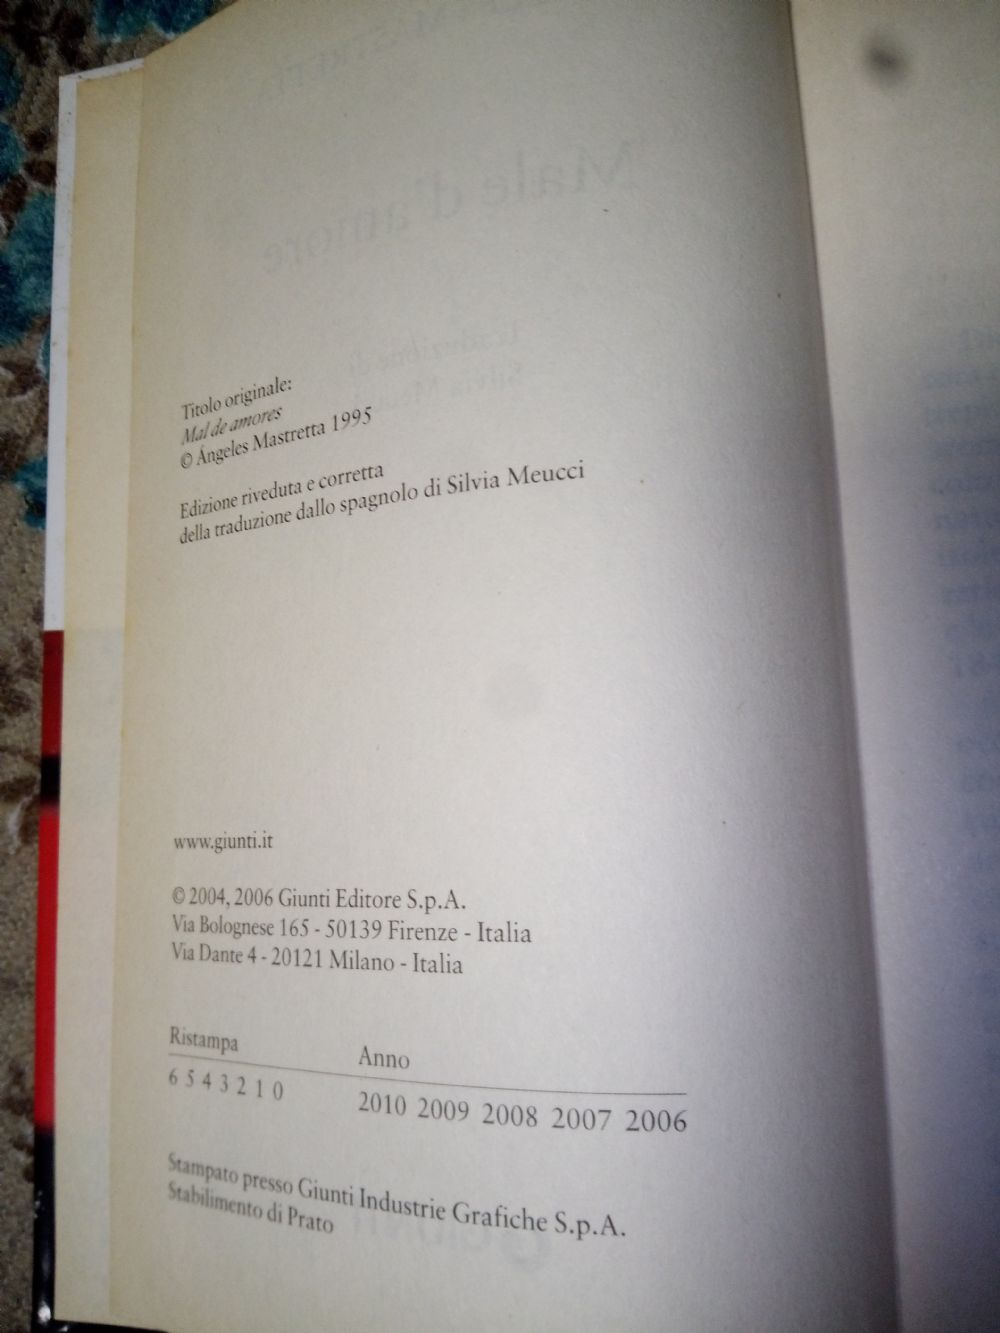 Titolo originale:
Mal de amores
© Ángeles Mastretta 1995
Edizione riveduta e corretta
della traduzione dallo spagnolo di Silvia Meucci
www.giunti.it
© 2004, 2006 Giunti Editore S.p.A.
Via Bolognese 165 - 50139 Firenze - Italia
Via Dante 4 - 20121 Milano - Italia
Ristampa Anno
6 5 4 3 2 1 0 2010 2009 2008 2007 2006
Stampato presso Giunti Industrie Grafiche S.p.A.
Stabilimento di Prato